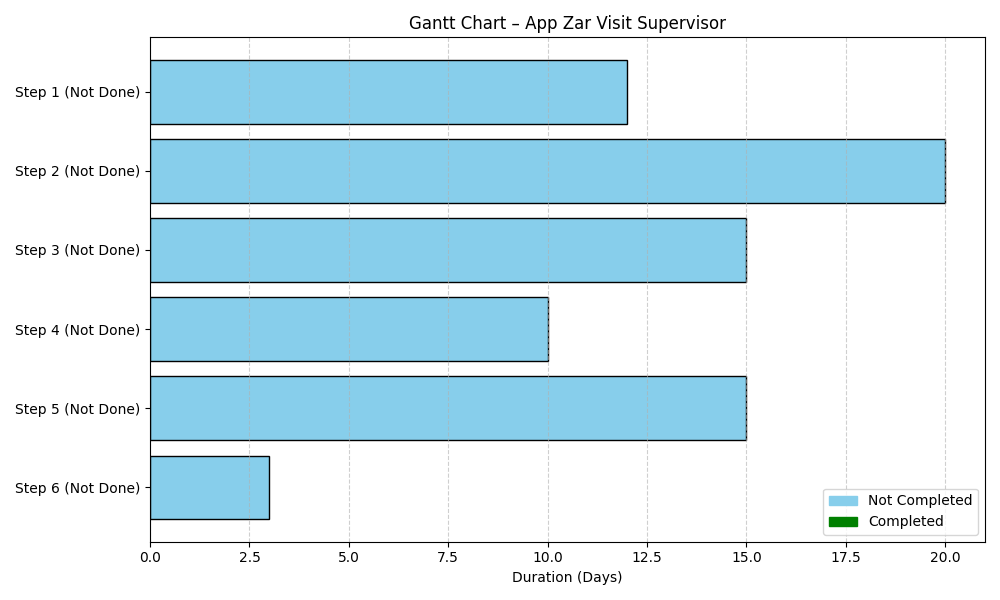 Gantt Chart – App Zar Visit Supervisor
Step 1 (Not Done)
Step 2 (Not Done)
Step 3 (Not Done)
Step 4 (Not Done)
Step 5 (Not Done)
Step 6 (Not Done)
Not Completed
Completed
0.0 2.5 5.0 7.5 10.0 12.5 15.0 17.5 20.0
Duration (Days)